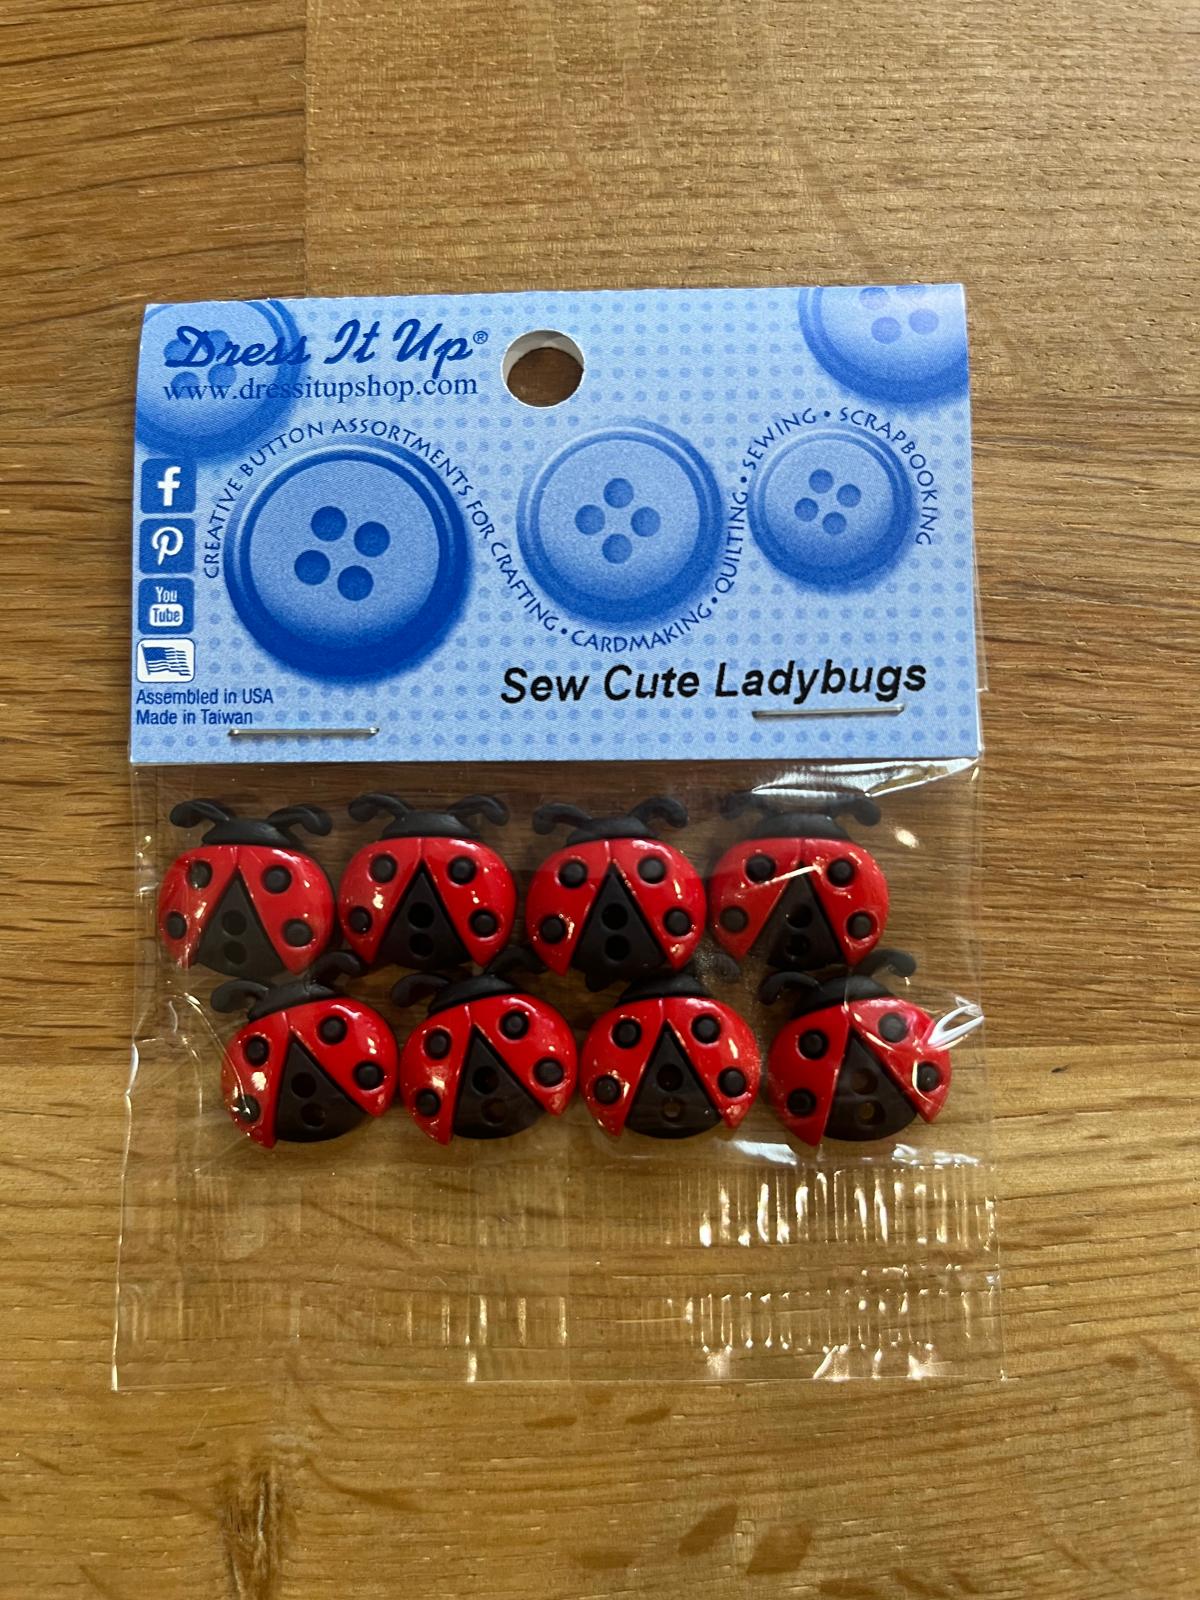 Dress It Up®
www.dressitupshop.com
CREATIVE BUTTON ASSORTMENTS FOR CRAFTING • CARDMAKING • QUILTING • SEWING • SCRAPBOOKING
f
P
You
Tube
Assembled in USA
Made in Taiwan
Sew Cute Ladybugs